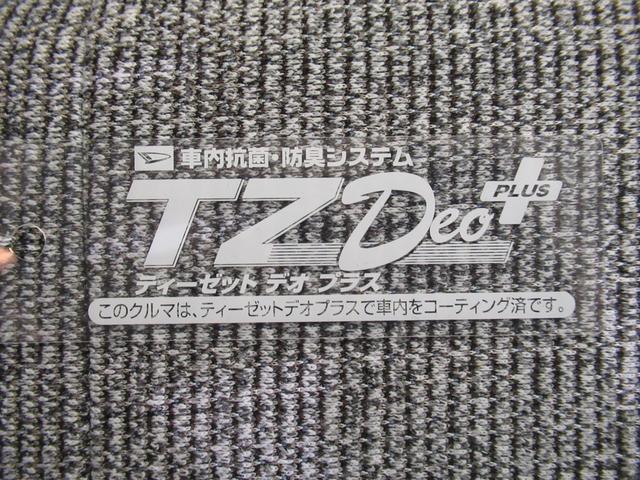 車内抗菌・防臭システム
TZ Deo PLUS
ティーゼット デオ プラス
このクルマは、ティーゼットデオプラスで車内をコーティング済です。